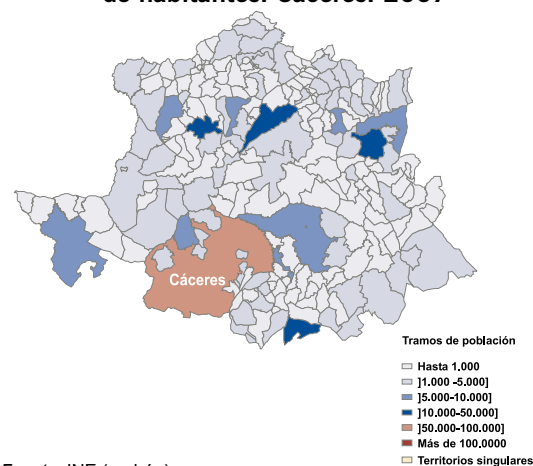 de habitantes. Cáceres. 2007
Cáceres
Tramos de población
Hasta 1.000
]1.000 -5.000]
]5.000-10.000]
]10.000-50.000]
]50.000-100.000]
Más de 100.0000
Territorios singulares